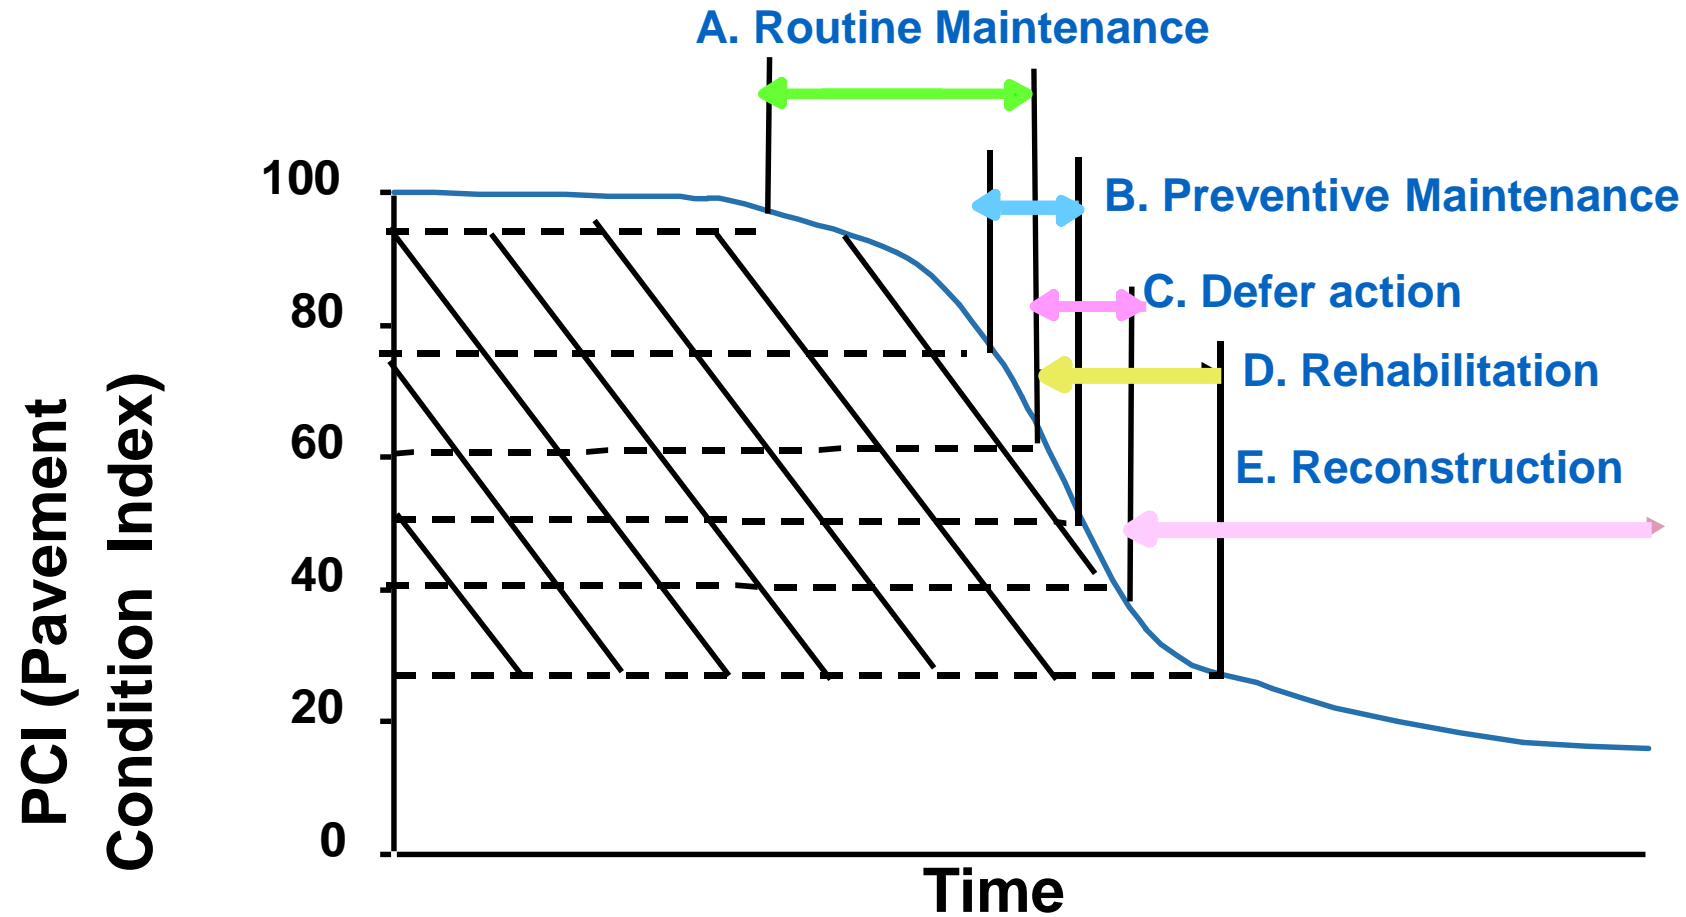 A. Routine Maintenance
100
B. Preventive Maintenance
C. Defer action
80
D. Rehabilitation
60
E. Reconstruction
40
20
0
PCI (Pavement
Condition Index)
Time